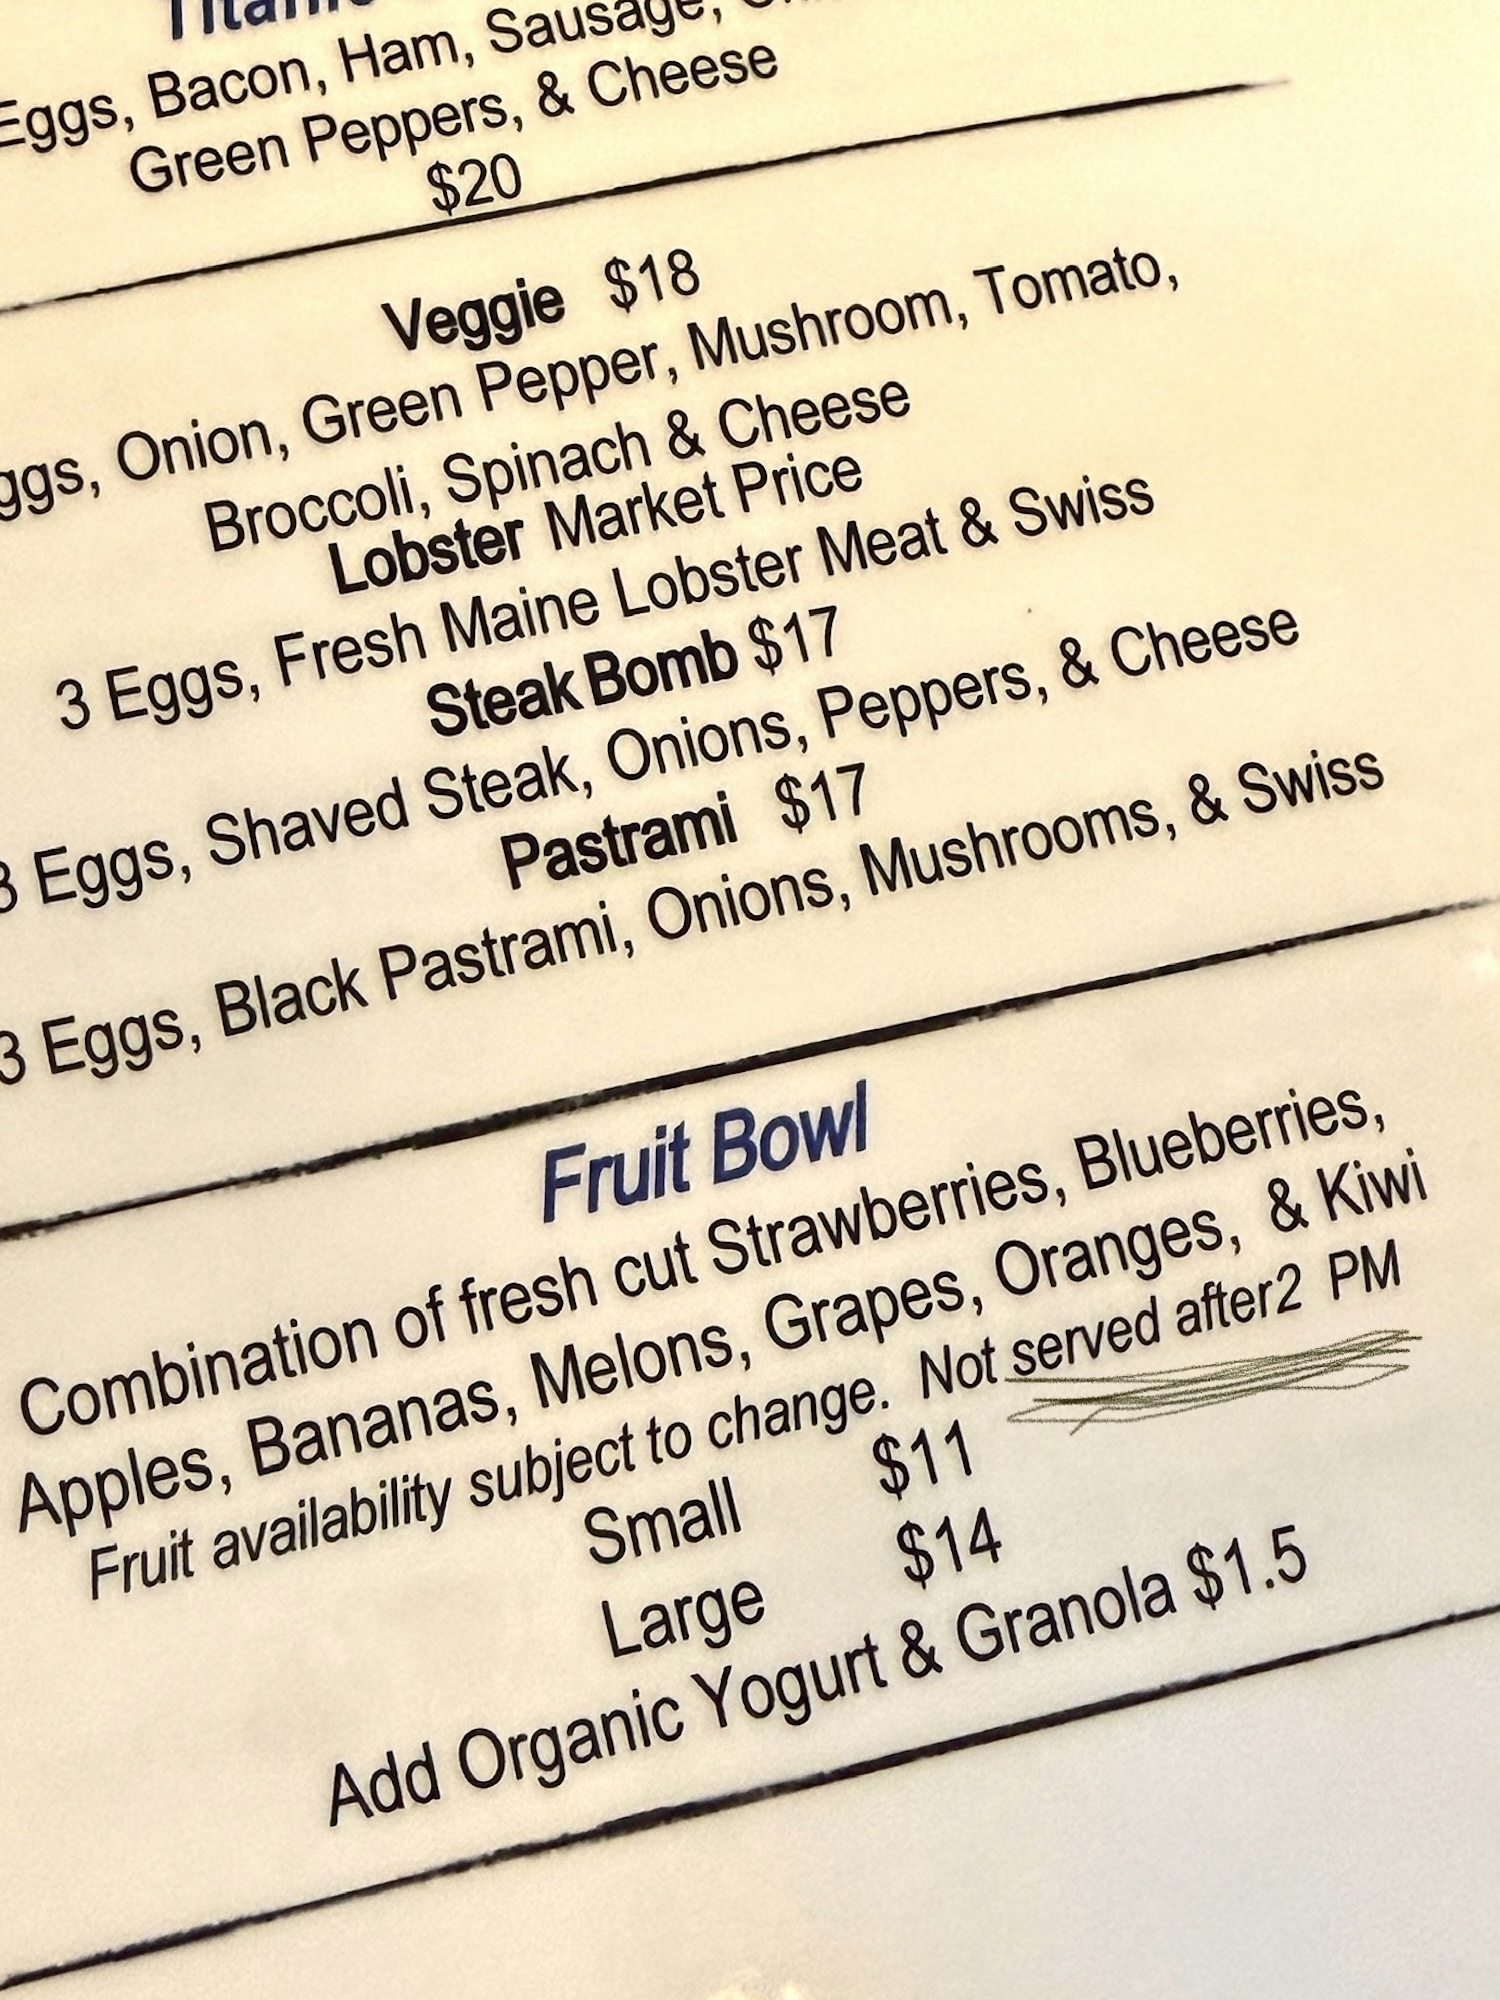 Eggs, Bacon, Ham, Sausage,
Green Peppers, & Cheese
$20
Veggie $18
Onion, Green Pepper, Mushroom, Tomato,
Broccoli, Spinach & Cheese
Lobster Market Price
3 Eggs, Fresh Maine Lobster Meat & Swiss
Steak Bomb $17
3 Eggs, Shaved Steak, Onions, Peppers, & Cheese
Pastrami $17
3 Eggs, Black Pastrami, Onions, Mushrooms, & Swiss
Fruit Bowl
Combination of fresh cut Strawberries, Blueberries,
Apples, Bananas, Melons, Grapes, Oranges, & Kiwi
Fruit availability subject to change. Not served after2 PM
Small $11
Large $14
Add Organic Yogurt & Granola $1.5